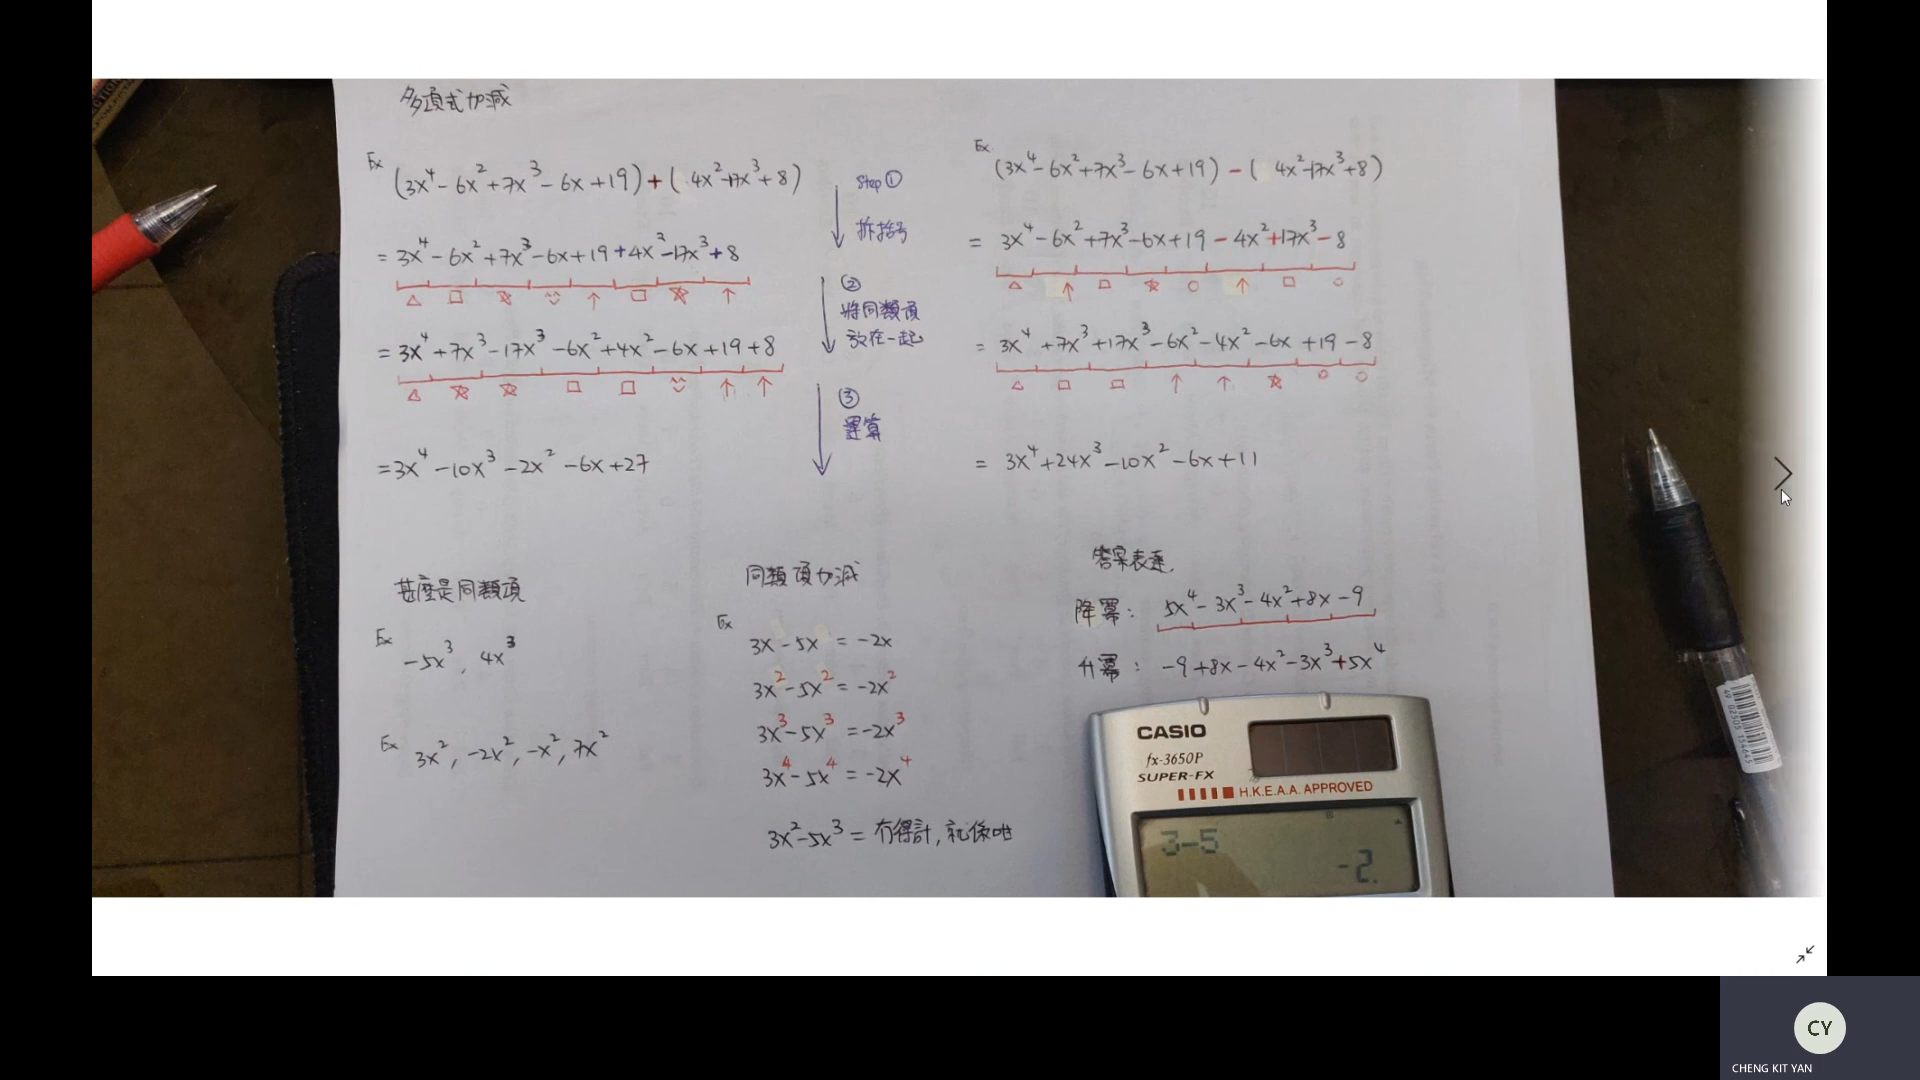 多項式加減
Ex (3x⁴ - 6x² + 7x³ - 6x + 19) + ( 4x² - 17x³ + 8)
= 3x⁴ - 6x² + 7x³ - 6x + 19 + 4x³ - 17x³ + 8
△ □ ☆ ↑ □ ☆ ↑
= 3x⁴ + 7x³ - 17x³ - 6x² + 4x² - 6x + 19 + 8
△ ☆ ☆ □ □ ↑ ↑
= 3x⁴ - 10x³ - 2x² - 6x + 27
Step ①
拆括号
②
將同類項
放在一起
③
運算
Ex. (3x⁴ - 6x² + 7x³ - 6x + 19) - ( 4x² - 17x³ + 8)
= 3x⁴ - 6x² + 7x³ - 6x + 19 - 4x² + 17x³ - 8
△ ↑ □ ☆ ○ ↑ □ ○
= 3x⁴ + 7x³ + 17x³ - 6x² - 4x² - 6x + 19 - 8
△ □ □ ↑ ↑ ☆ ○ ○
= 3x⁴ + 24x³ - 10x² - 6x + 11
甚麼是同類項
Ex -5x³, 4x³
Ex 3x², -2x², -x², 7x²
同類項加減
Ex 3x - 5x = -2x
3x² - 5x² = -2x²
3x³ - 5x³ = -2x³
3x⁴ - 5x⁴ = -2x⁴
3x² - 5x³ = 冇得計, 就係咁
答案表達.
降冪: 5x⁴ - 3x³ - 4x² + 8x - 9
升冪: -9 + 8x - 4x² - 3x³ + 5x⁴
CASIO
fx-3650P
SUPER-FX
H.K.E.A.A. APPROVED
3-5
-2.
CY
CHENG KIT YAN